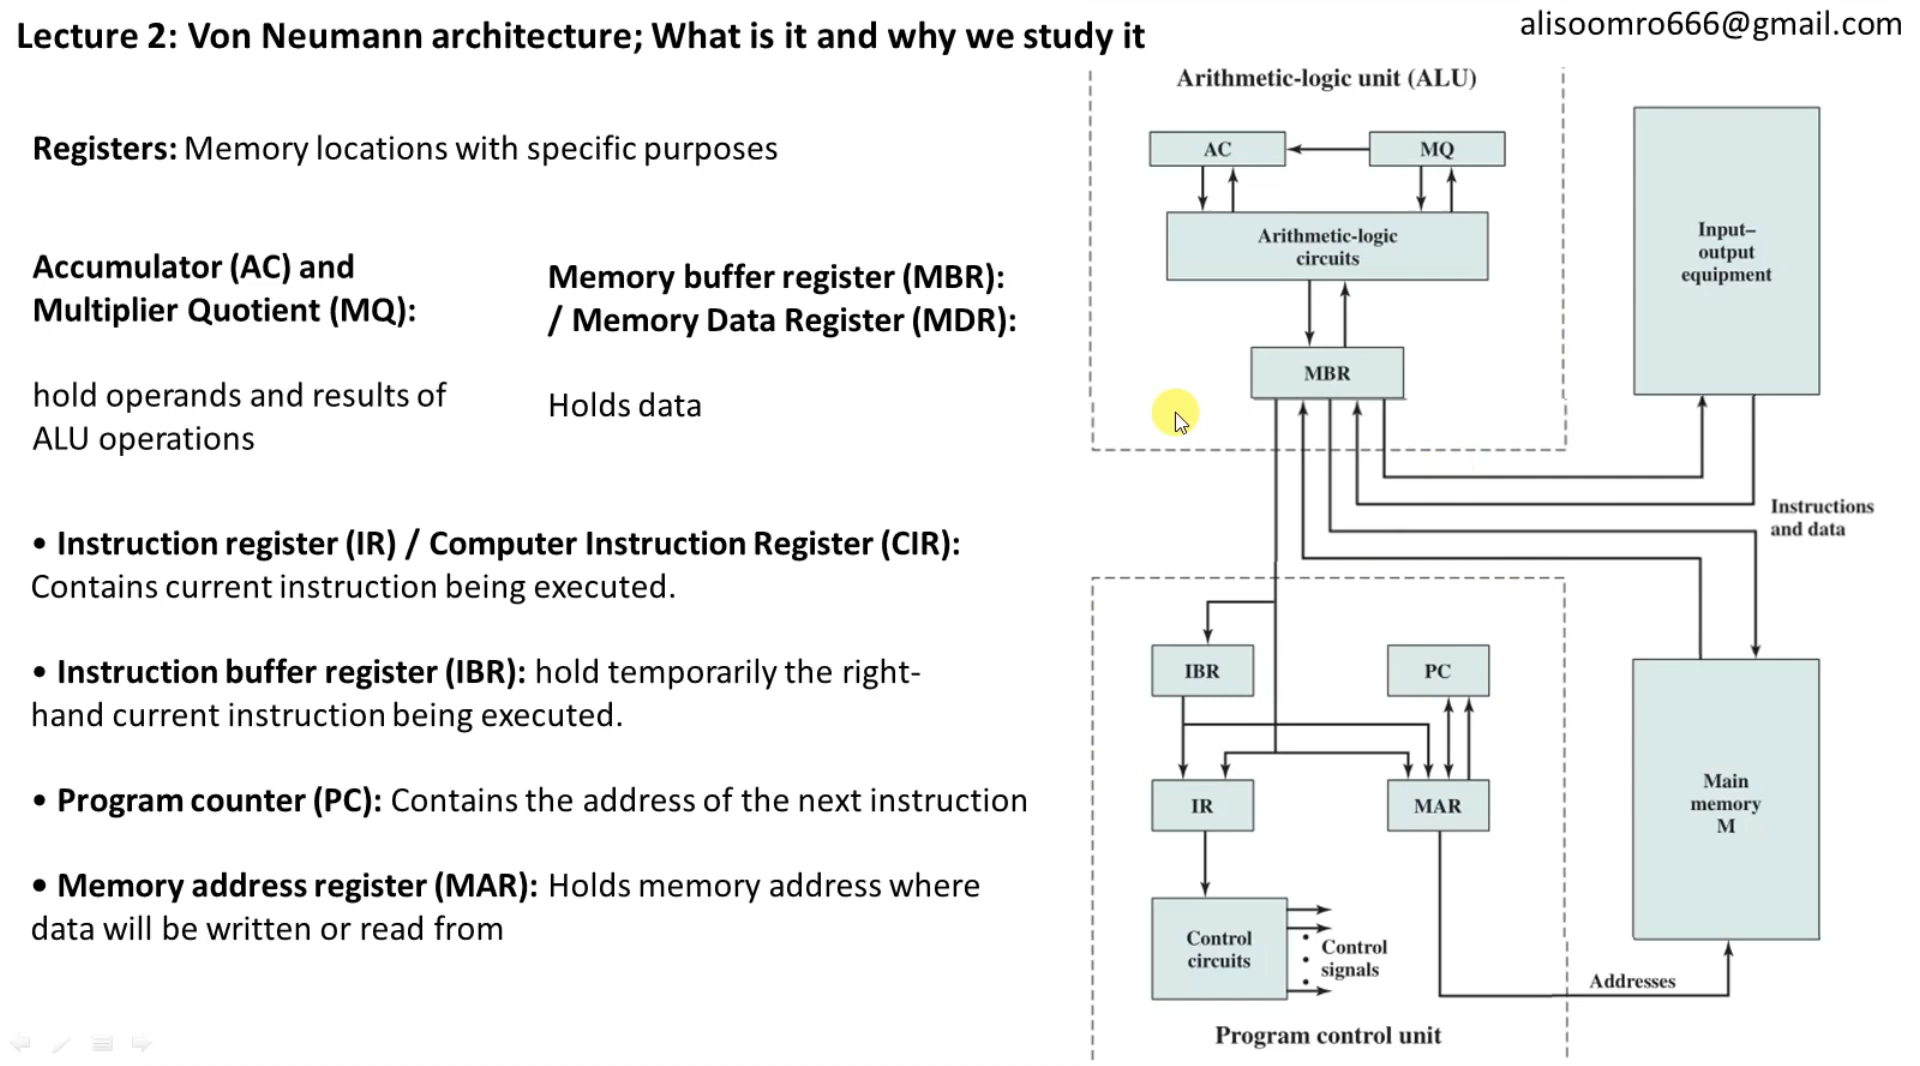 Lecture 2: Von Neumann architecture; What is it and why we study it
alisoomro666@gmail.com
Registers: Memory locations with specific purposes
Accumulator (AC) and
Multiplier Quotient (MQ):
hold operands and results of
ALU operations
Memory buffer register (MBR):
/ Memory Data Register (MDR):
Holds data
• Instruction register (IR) / Computer Instruction Register (CIR):
Contains current instruction being executed.
• Instruction buffer register (IBR): hold temporarily the right-
hand current instruction being executed.
• Program counter (PC): Contains the address of the next instruction
• Memory address register (MAR): Holds memory address where
data will be written or read from
Arithmetic-logic unit (ALU)
AC
MQ
Arithmetic-logic
circuits
MBR
Input–
output
equipment
Instructions
and data
IBR
PC
IR
MAR
Main
memory
M
Control
circuits
Control
signals
Addresses
Program control unit